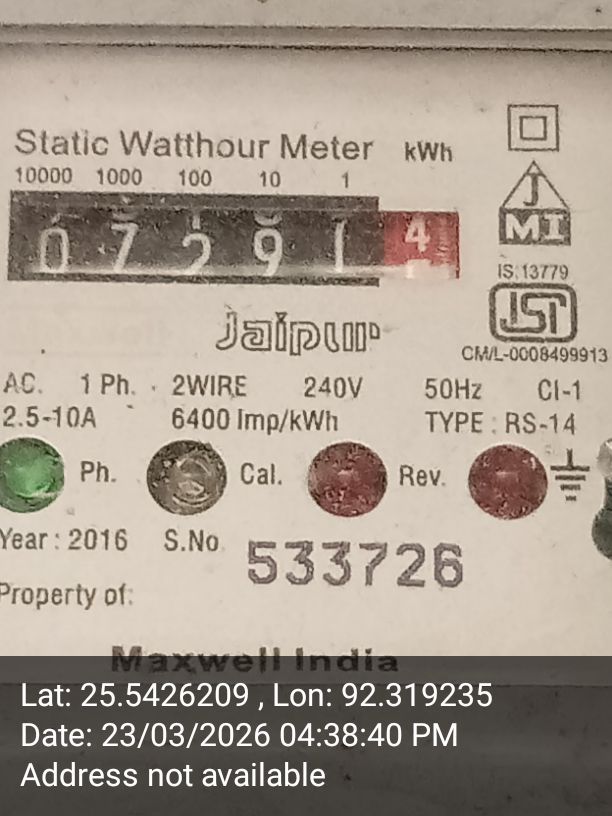 Static Watthour Meter kWh
10000 1000 100 10 1
0 7 2 9 1 4
J
MI
IS:13779
Jaipur
ISI
CM/L-0008499913
AC. 1 Ph. 2WIRE 240V 50Hz Cl-1
2.5-10A 6400 Imp/kWh TYPE : RS-14
Ph. Cal. Rev.
Year : 2016 S.No 533726
Property of:
Maxwell India
Lat: 25.5426209 , Lon: 92.319235
Date: 23/03/2026 04:38:40 PM
Address not available